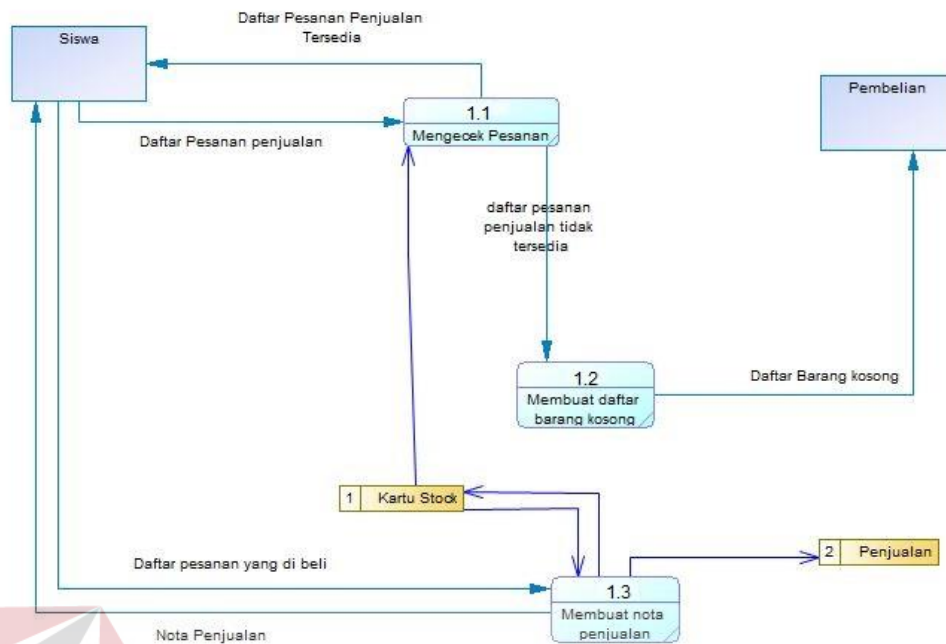 Daftar Pesanan Penjualan
Tersedia
Siswa
Pembelian
1.1
Mengecek Pesanan
Daftar Pesanan penjualan
daftar pesanan
penjualan tidak
tersedia
1.2
Membuat daftar
barang kosong
Daftar Barang kosong
1 Kartu Stock
Daftar pesanan yang di beli
2 Penjualan
1.3
Membuat nota
penjualan
Nota Penjualan